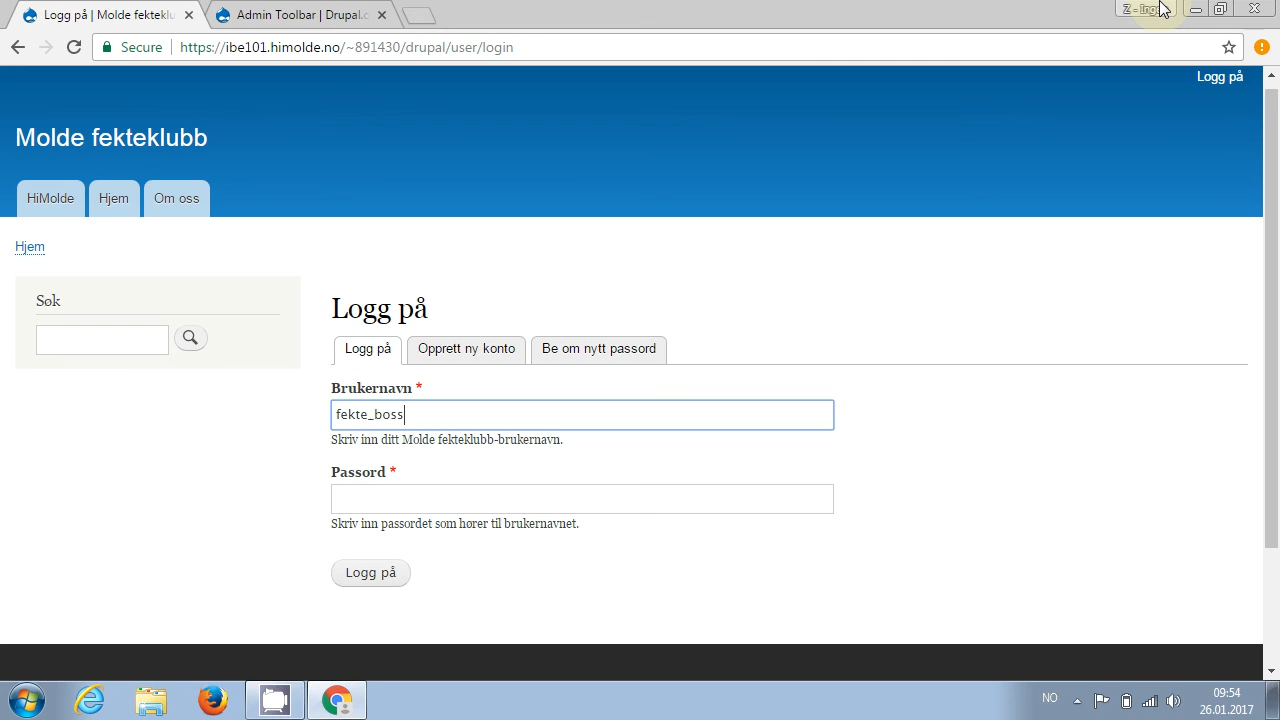 Logg på | Molde fekteklu
Admin Toolbar | Drupal.o
Secure
https://ibe101.himolde.no/~891430/drupal/user/login
Logg på
Molde fekteklubb
HiMolde
Hjem
Om oss
Hjem
Søk
Logg på
Logg på
Opprett ny konto
Be om nytt passord
Brukernavn *
fekte_boss
Skriv inn ditt Molde fekteklubb-brukernavn.
Passord *
Skriv inn passordet som hører til brukernavnet.
Logg på
NO
09:54
26.01.2017